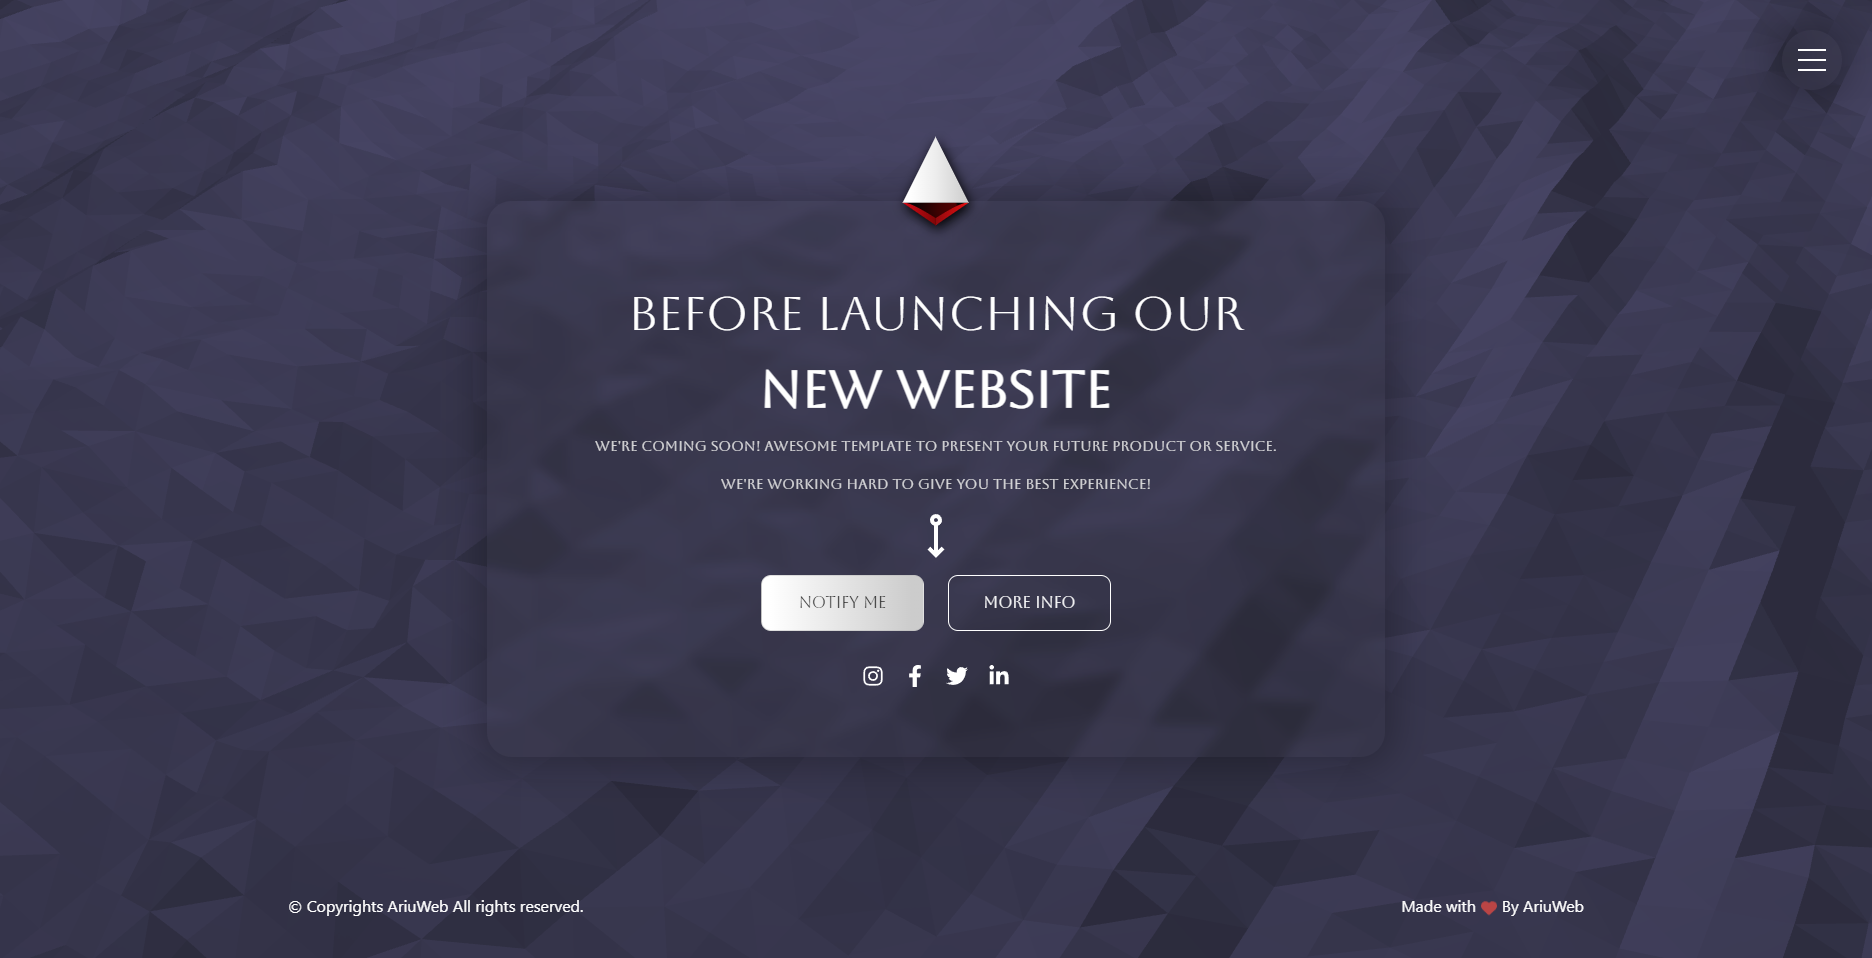 BEFORE LAUNCHING OUR
NEW WEBSITE
WE'RE COMING SOON! AWESOME TEMPLATE TO PRESENT YOUR FUTURE PRODUCT OR SERVICE.
WE'RE WORKING HARD TO GIVE YOU THE BEST EXPERIENCE!
NOTIFY ME
MORE INFO
© Copyrights AriuWeb All rights reserved.
Made with ❤ By AriuWeb